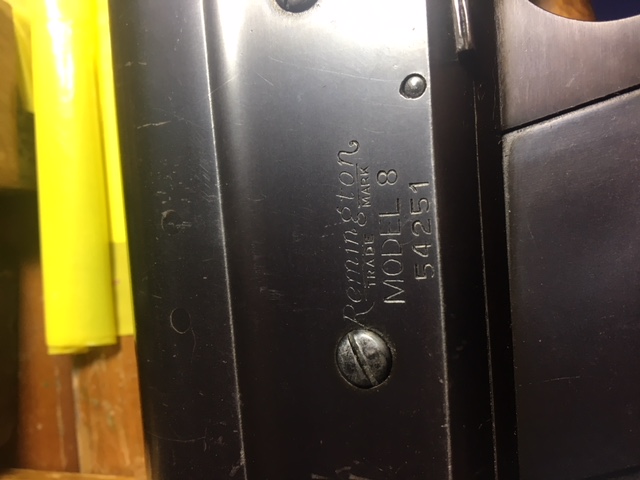 Remington
TRADE MARK
MODEL 8
54251